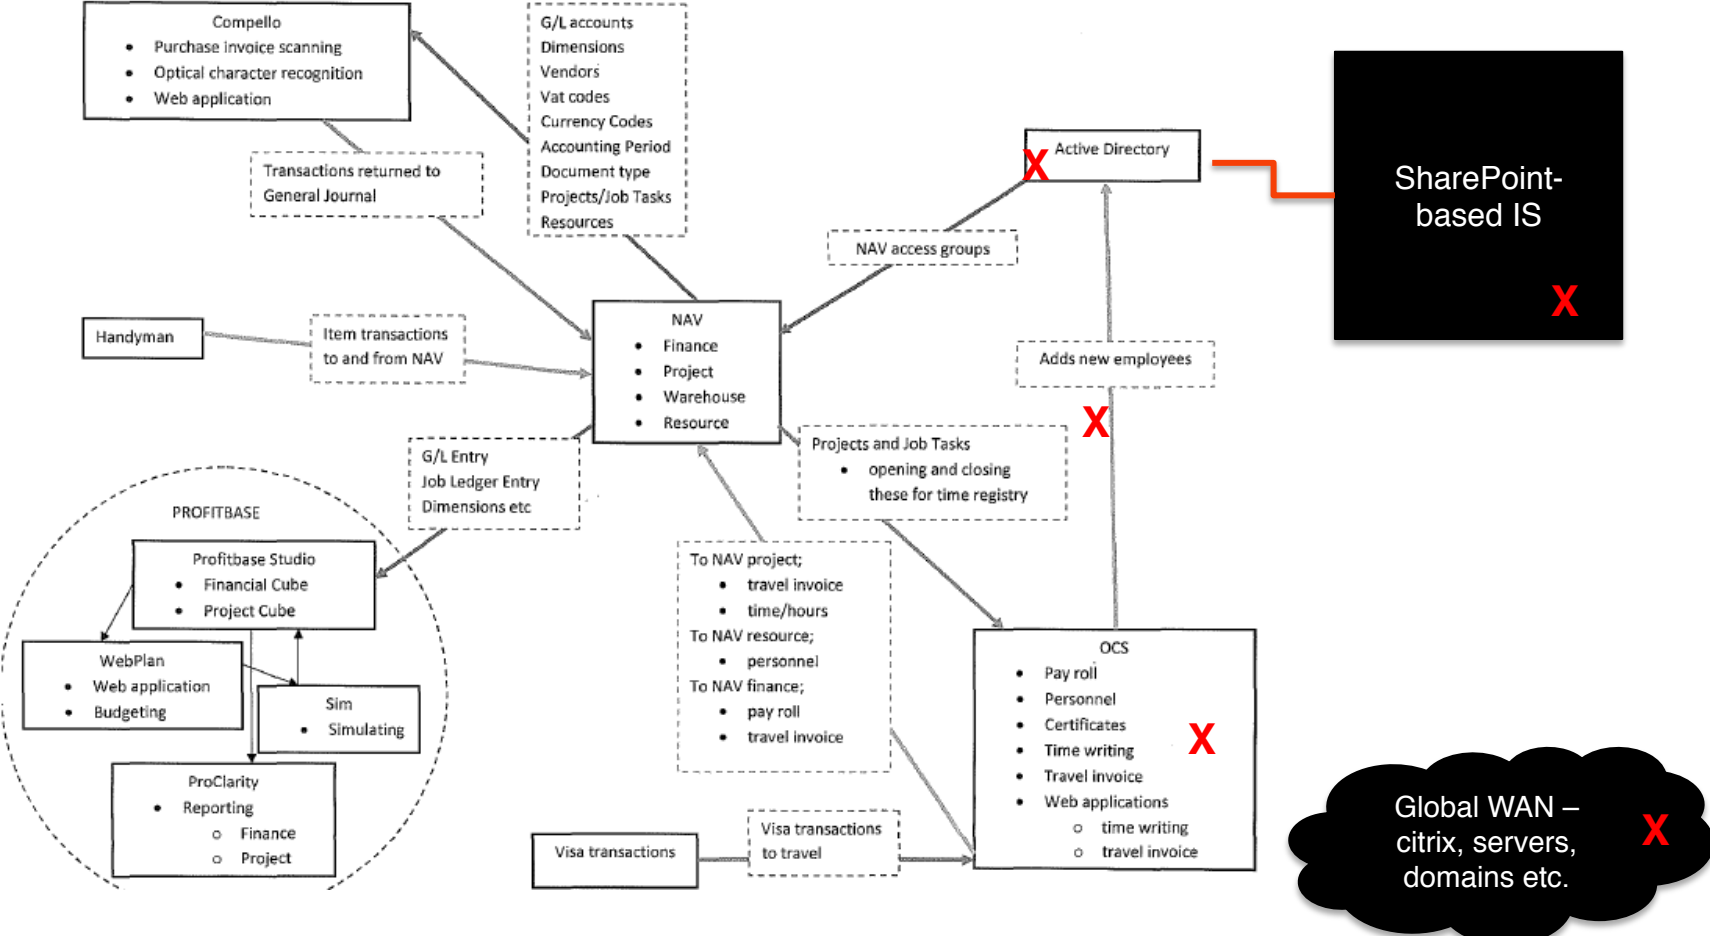 Compello
• Purchase invoice scanning
• Optical character recognition
• Web application
G/L accounts
Dimensions
Vendors
Vat codes
Currency Codes
Accounting Period
Document type
Projects/Job Tasks
Resources
Transactions returned to
General Journal
X
Active Directory
SharePoint-
based IS
X
NAV access groups
Handyman
Item transactions
to and from NAV
NAV
• Finance
• Project
• Warehouse
• Resource
Adds new employees
X
G/L Entry
Job Ledger Entry
Dimensions etc
Projects and Job Tasks
• opening and closing
these for time registry
PROFITBASE
Profitbase Studio
• Financial Cube
• Project Cube
WebPlan
• Web application
• Budgeting
Sim
• Simulating
ProClarity
• Reporting
o Finance
o Project
To NAV project;
• travel invoice
• time/hours
To NAV resource;
• personnel
To NAV finance;
• pay roll
• travel invoice
OCS
• Pay roll
• Personnel
• Certificates
• Time writing
• Travel invoice
• Web applications
o time writing
o travel invoice
X
Visa transactions
Visa transactions
to travel
Global WAN –
citrix, servers,
domains etc.
X